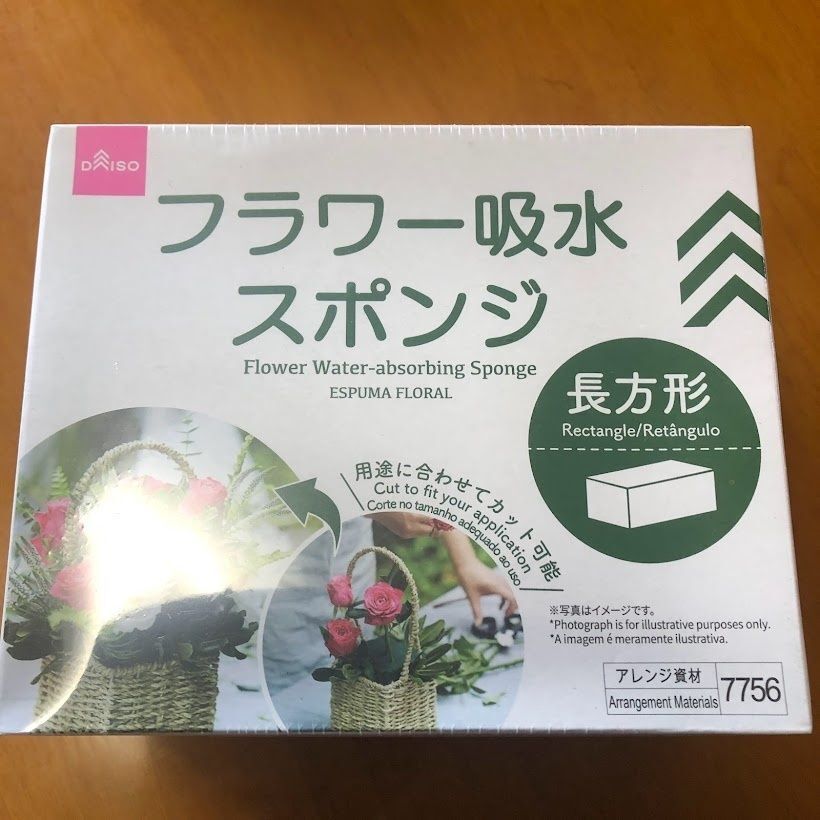 DAISO
フラワー吸水
スポンジ
Flower Water-absorbing Sponge
ESPUMA FLORAL
長方形
Rectangle/Retângulo
用途に合わせてカット可能
Cut to fit your application
Corte no tamanho adequado ao uso
※写真はイメージです。
*Photograph is for illustrative purposes only.
*A imagem é meramente ilustrativa.
アレンジ資材
Arrangement Materials
7756